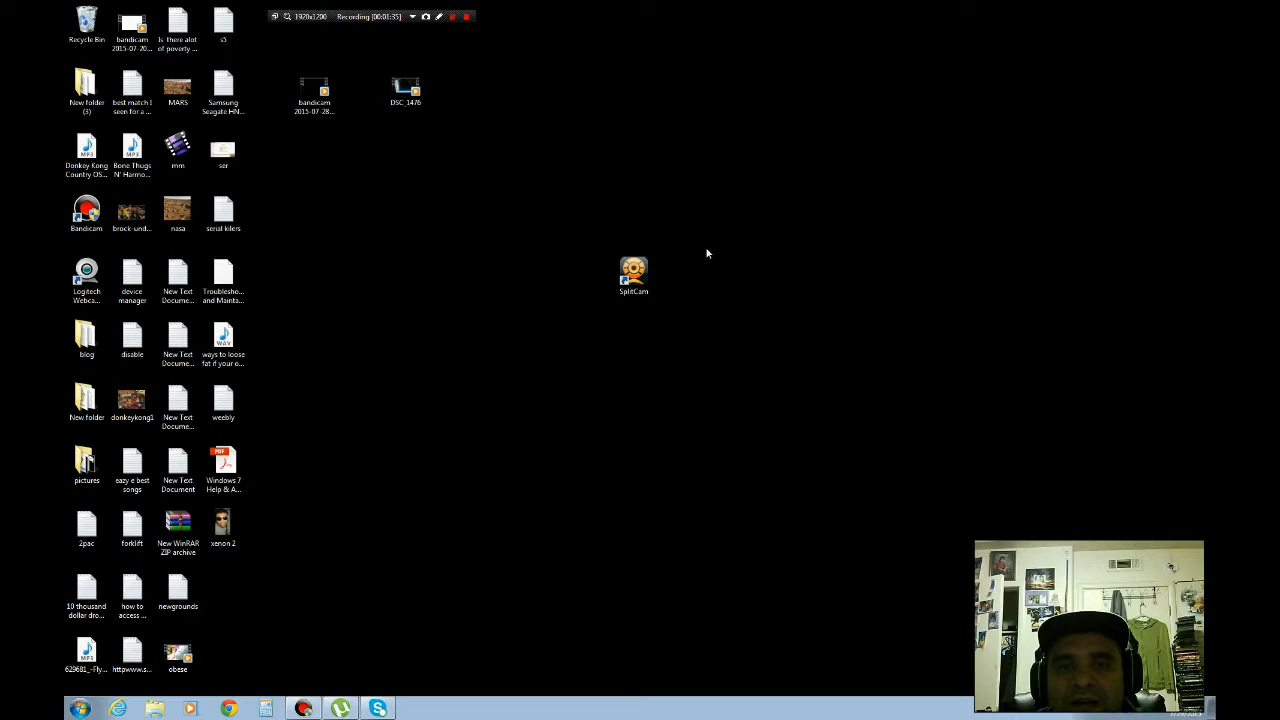 1920x1200 Recording [00:01:35]
Recycle Bin
bandicam
2015-07-20...
Is there alot
of poverty ...
New folder
(3)
best match I
seen for a ...
MARS
Samsung
Seagate HN...
bandicam
2015-07-28...
DSC_1476
Donkey Kong
Country OS...
Bone Thugs
N' Harmo...
mm
ser
Bandicam
brock-und...
nasa
serial kilers
Logitech
Webca...
device
manager
New Text
Docume...
Troublesho...
and Mainta...
SplitCam
blog
disable
New Text
Docume...
ways to loose
fat if your o...
New folder
donkeykong1
New Text
Docume...
weebly
pictures
eazy e best
songs
New Text
Document
Windows 7
Help & A...
2pac
forklift
New WinRAR
ZIP archive
xenon 2
10 thousand
dollar dro...
how to
access ...
newgrounds
629681_-Fly...
httpwww.s...
obese